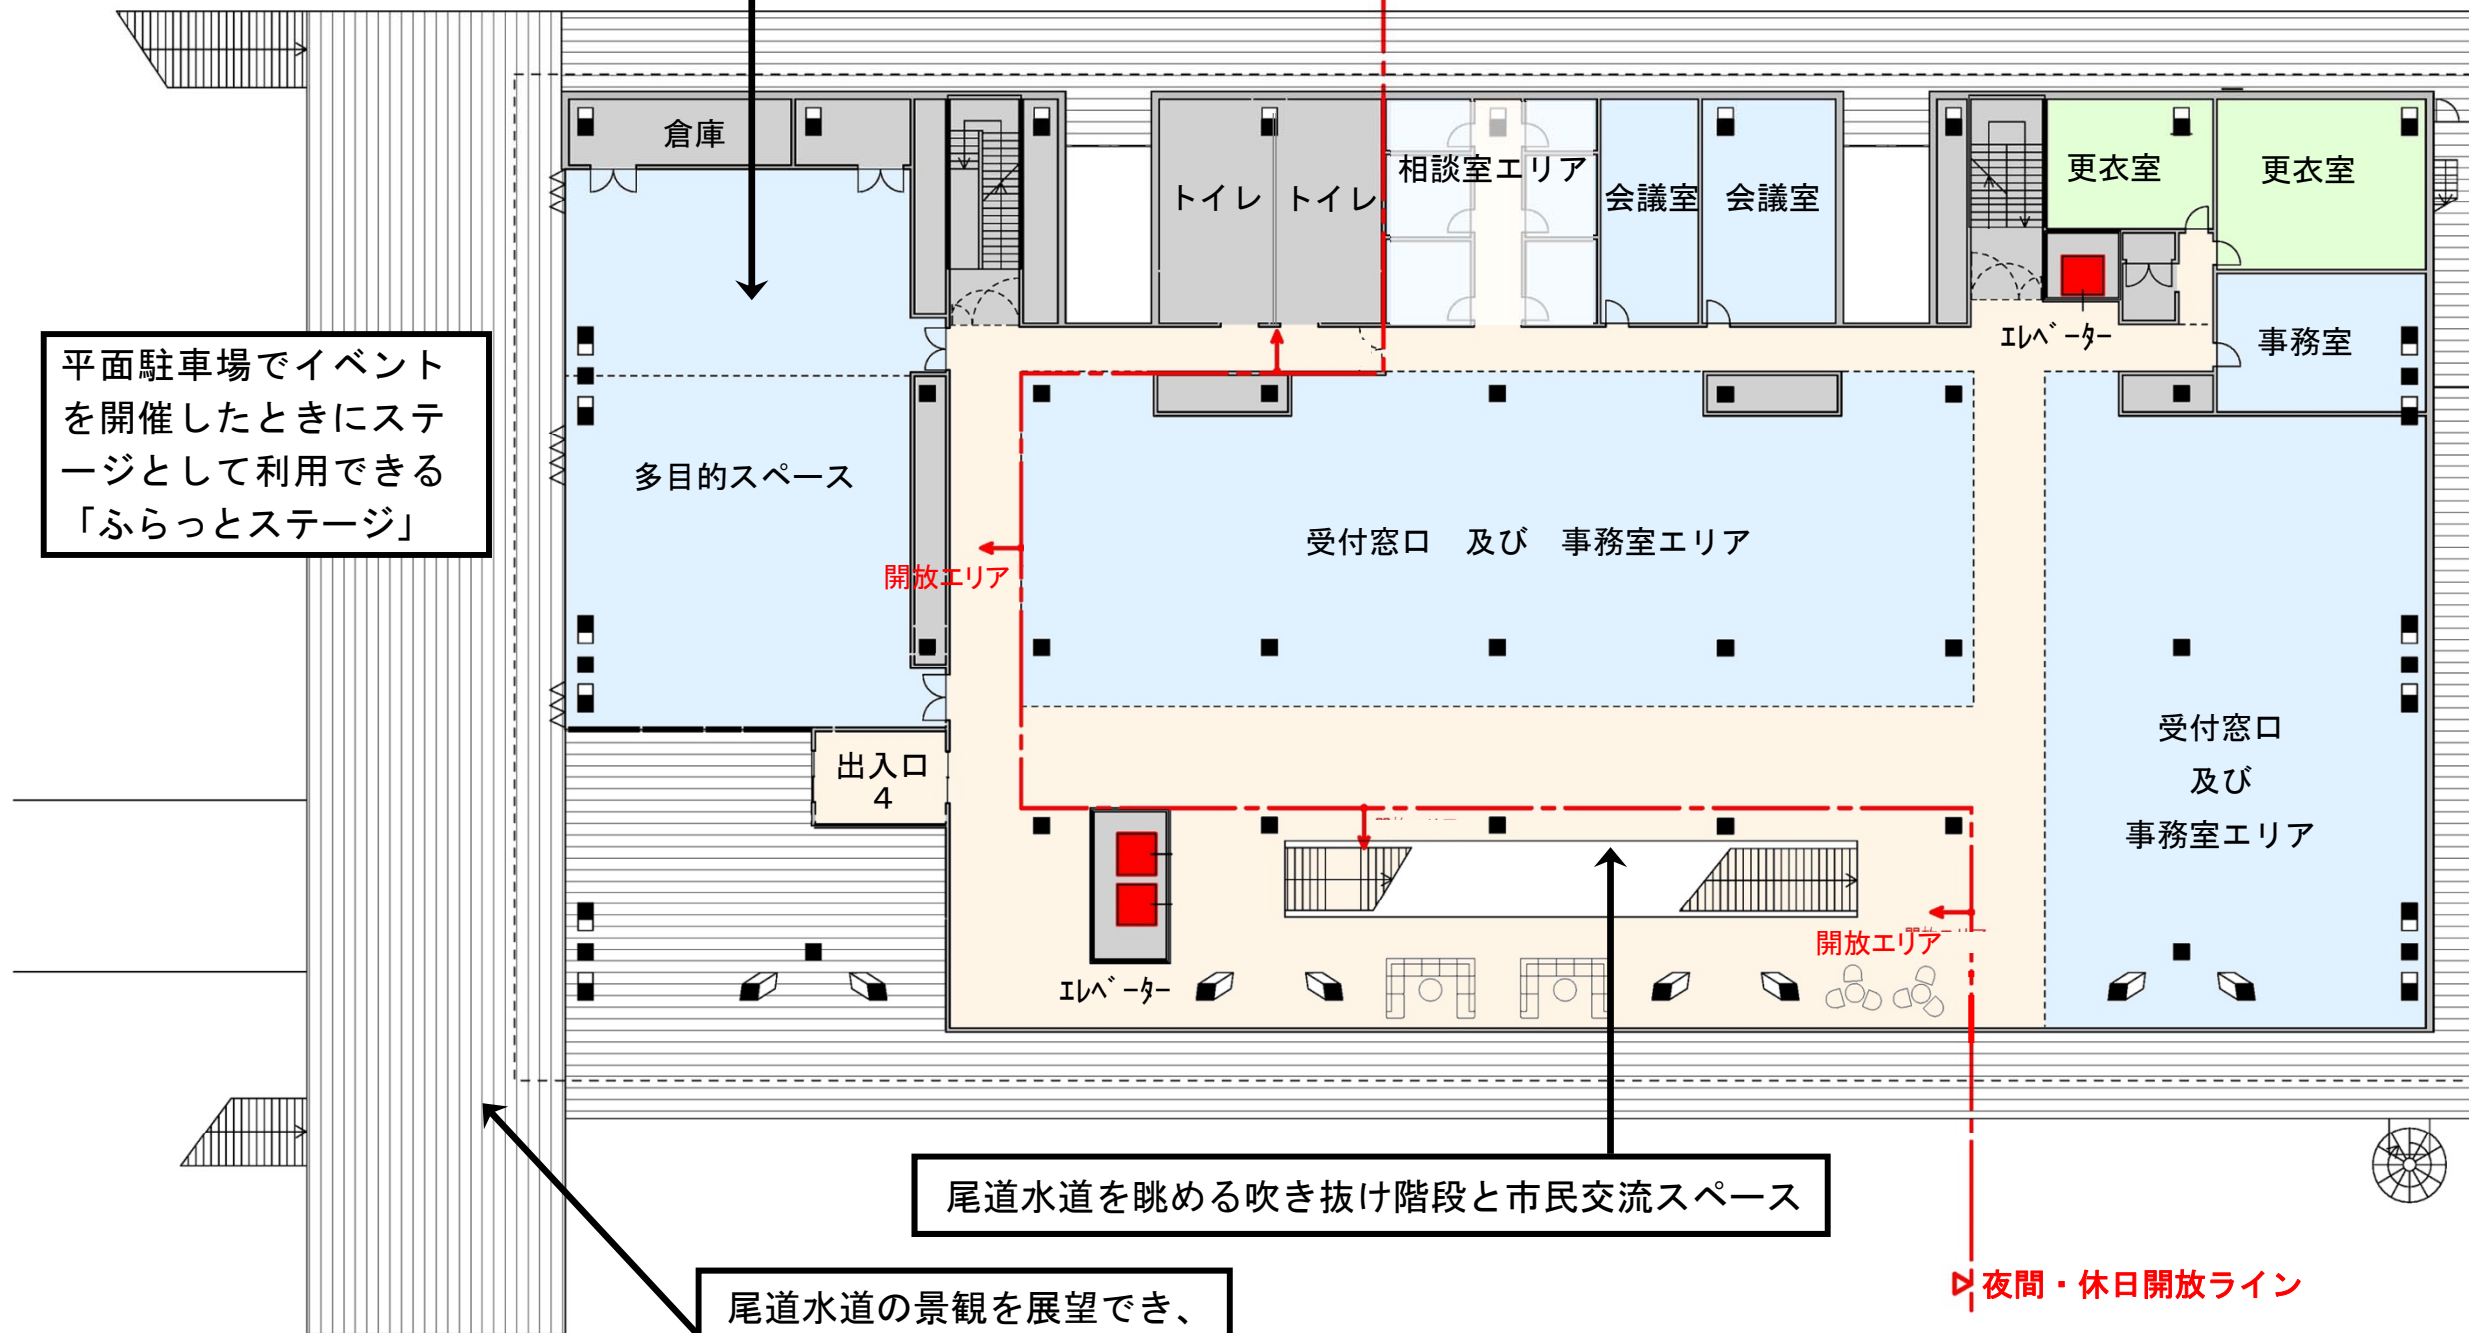 倉庫
トイレ
トイレ
相談室エリア
会議室
会議室
更衣室
更衣室
エレベーター
事務室
平面駐車場でイベント
を開催したときにステ
ージとして利用できる
「ふらっとステージ」
多目的スペース
受付窓口　及び　事務室エリア
開放エリア
受付窓口
及び
事務室エリア
出入口
4
開放エリア
エレベーター
尾道水道を眺める吹き抜け階段と市民交流スペース
夜間・休日開放ライン
尾道水道の景観を展望でき、